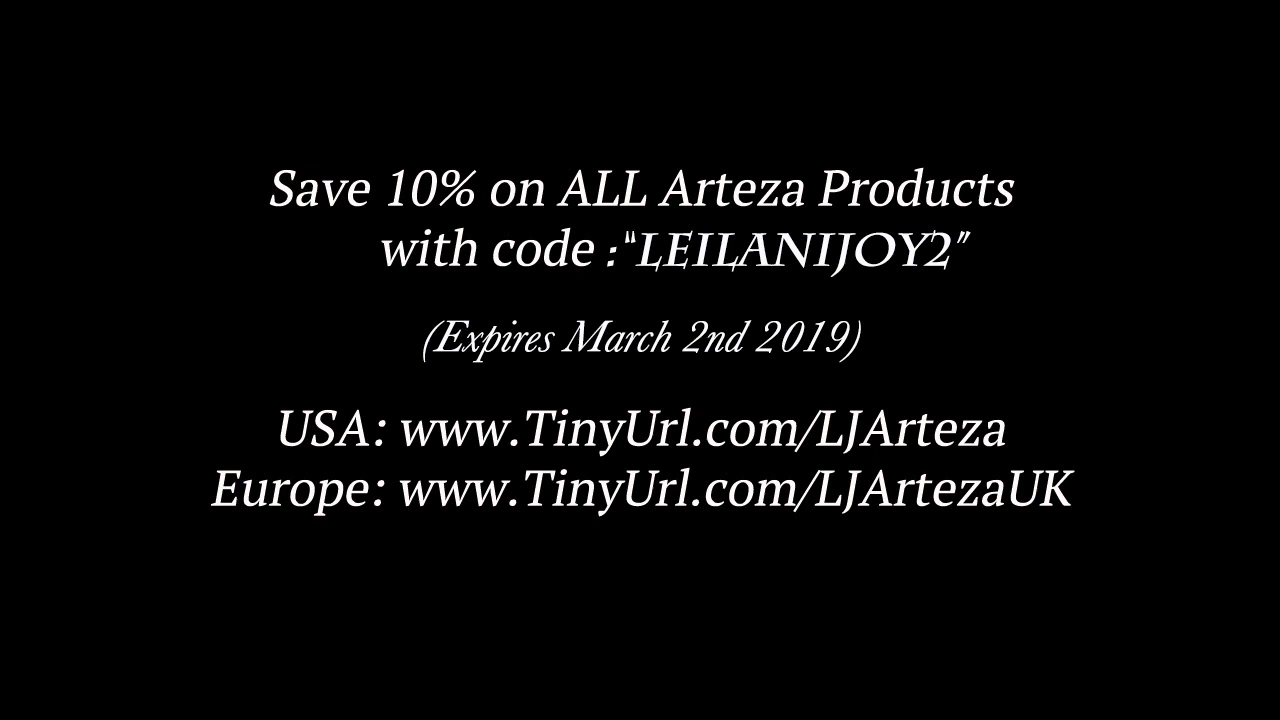 Save 10% on ALL Arteza Products
with code :“LEILANIJOY2”
(Expires March 2nd 2019)
USA: www.TinyUrl.com/LJArteza
Europe: www.TinyUrl.com/LJArtezaUK